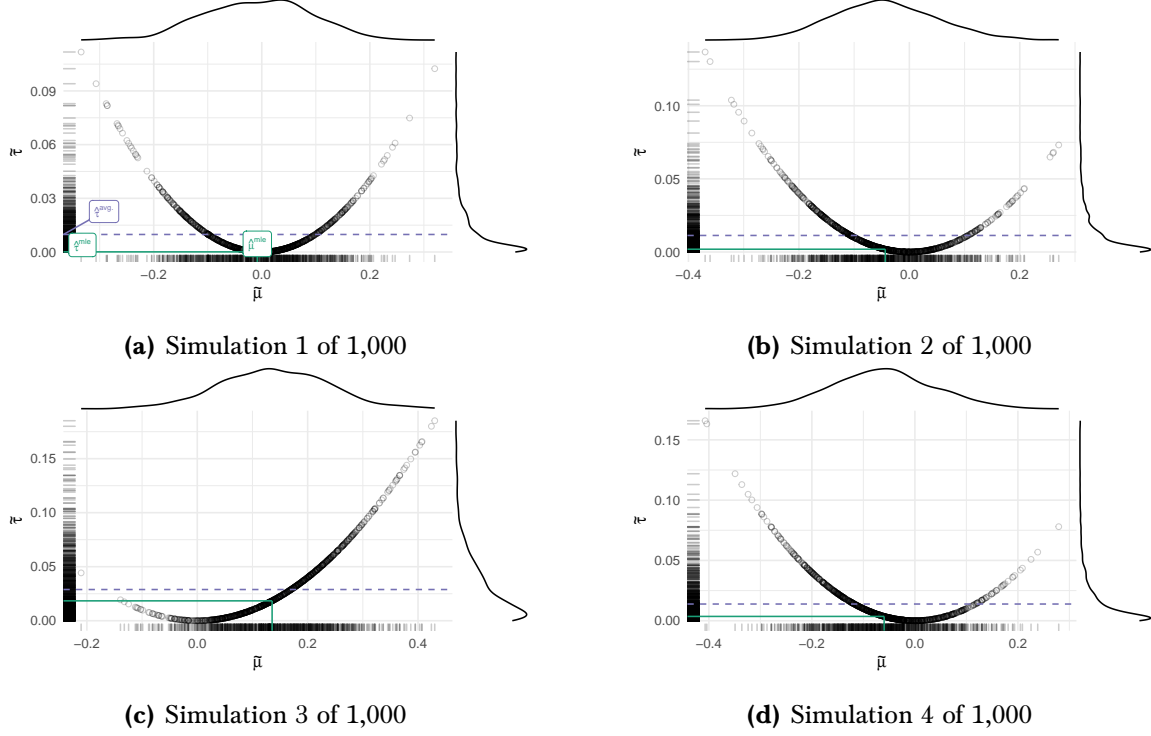 0.09
0.06
0.03
0.00
τ̃
τ̂avg.
τ̂mle
μ̂mle
−0.2 0.0 0.2
μ̃
(a) Simulation 1 of 1,000
0.10
0.05
0.00
τ̃
−0.4 −0.2 0.0 0.2
μ̃
(b) Simulation 2 of 1,000
0.15
0.10
0.05
0.00
τ̃
−0.2 0.0 0.2 0.4
μ̃
(c) Simulation 3 of 1,000
0.15
0.10
0.05
0.00
τ̃
−0.4 −0.2 0.0 0.2
μ̃
(d) Simulation 4 of 1,000